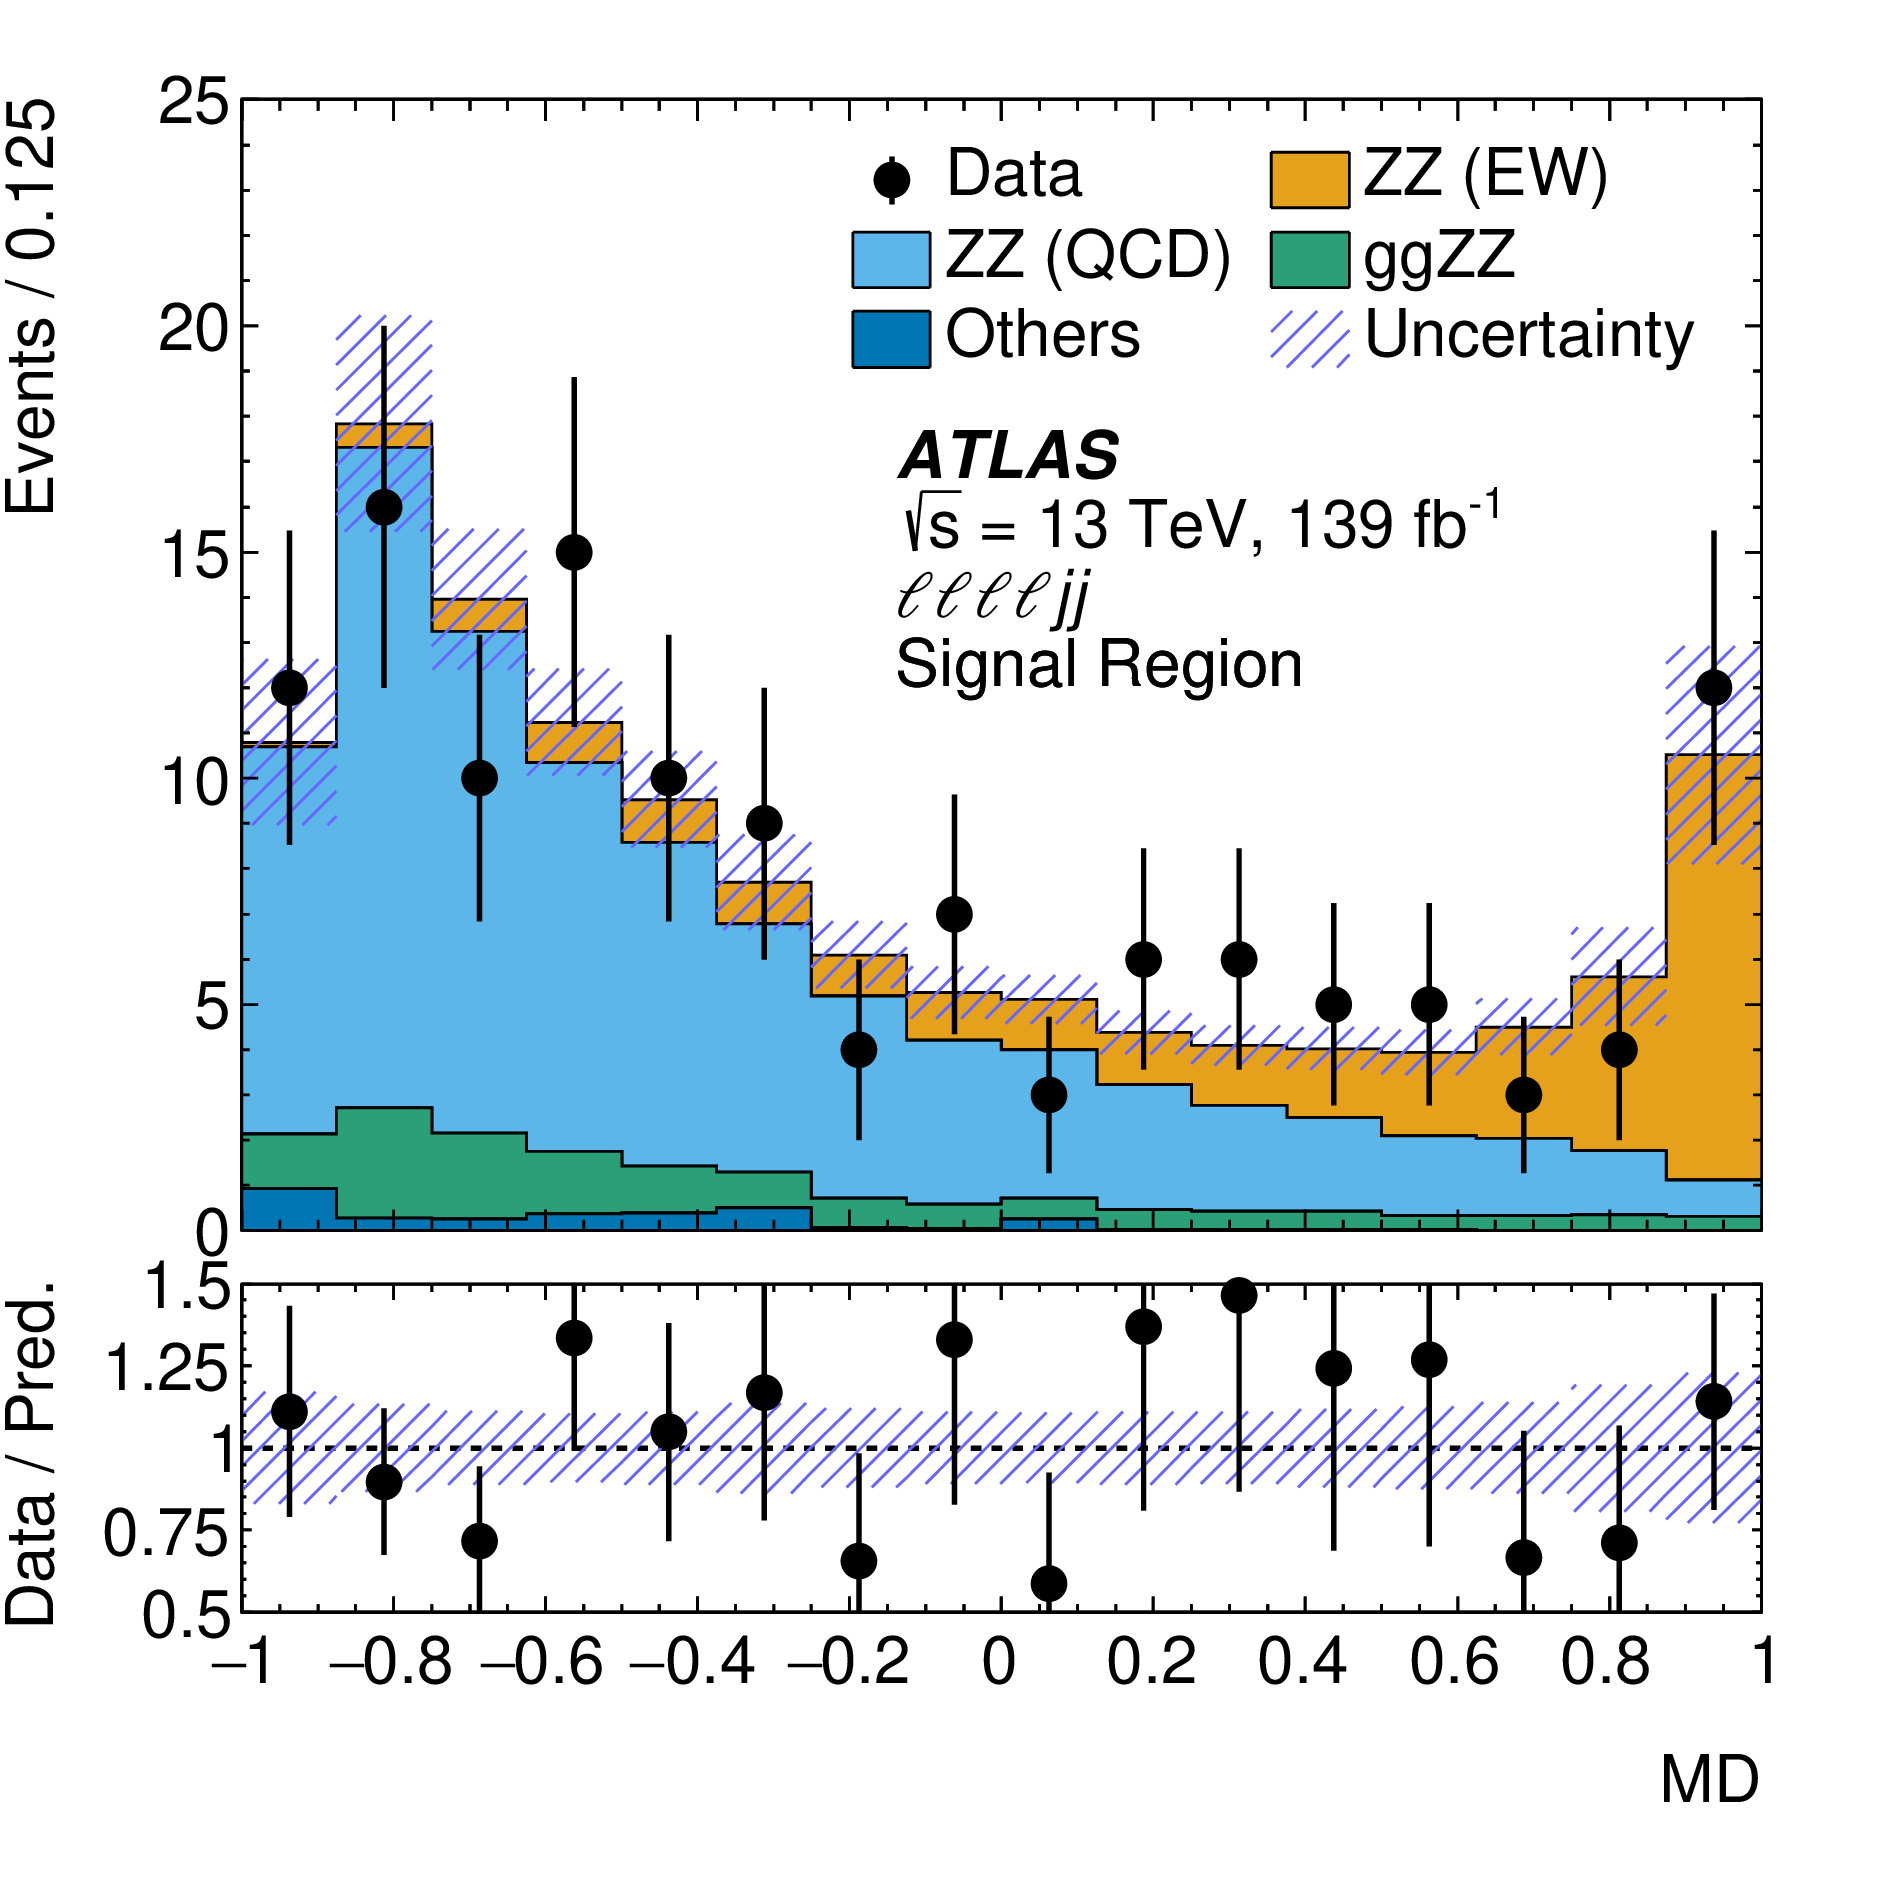 Events / 0.125
25
20
15
10
5
0
Data
ZZ (EW)
ZZ (QCD)
ggZZ
Others
Uncertainty
ATLAS
√s = 13 TeV, 139 fb-1
ℓℓℓℓjj
Signal Region
Data / Pred.
1.5
1.25
1
0.75
0.5
−1 −0.8 −0.6 −0.4 −0.2 0 0.2 0.4 0.6 0.8 1
MD